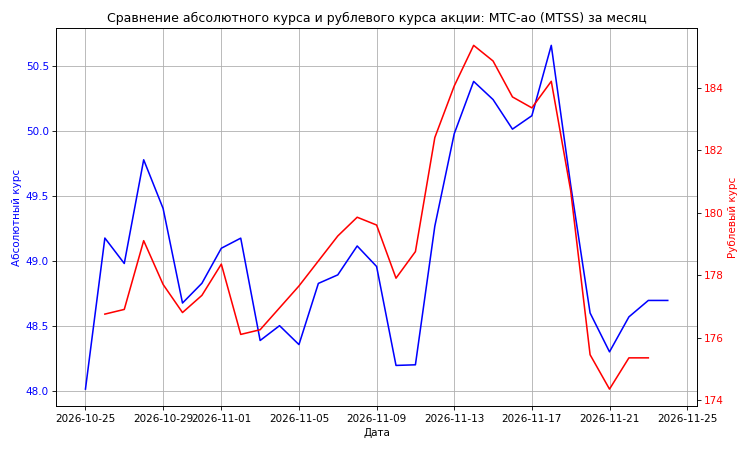 Сравнение абсолютного курса и рублевого курса акции: МТС-ао (MTSS) за месяц
Абсолютный курс
50.5
50.0
49.5
49.0
48.5
48.0
184
182
180
178
176
174
Рублевый курс
2026-10-25 2026-10-29 2026-11-01 2026-11-05 2026-11-09 2026-11-13 2026-11-17 2026-11-21 2026-11-25
Дата